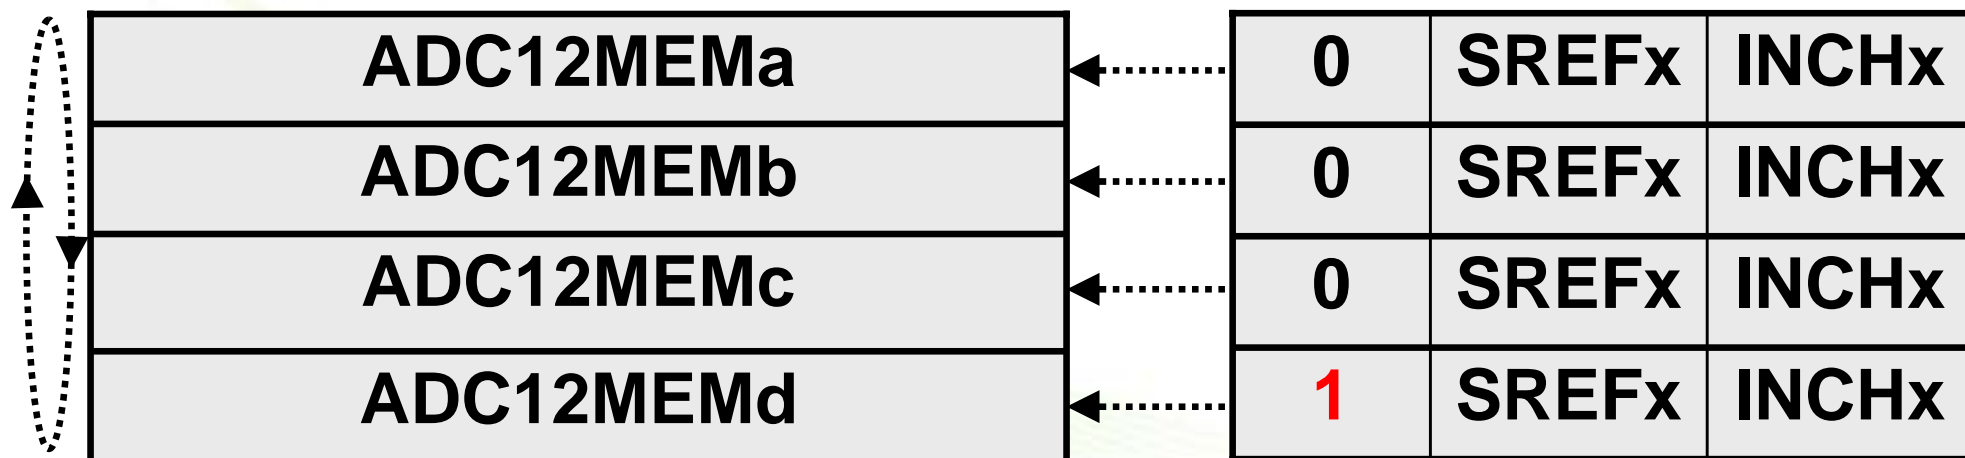 ADC12MEMa 0 SREFx INCHx
ADC12MEMb 0 SREFx INCHx
ADC12MEMc 0 SREFx INCHx
ADC12MEMd 1 SREFx INCHx